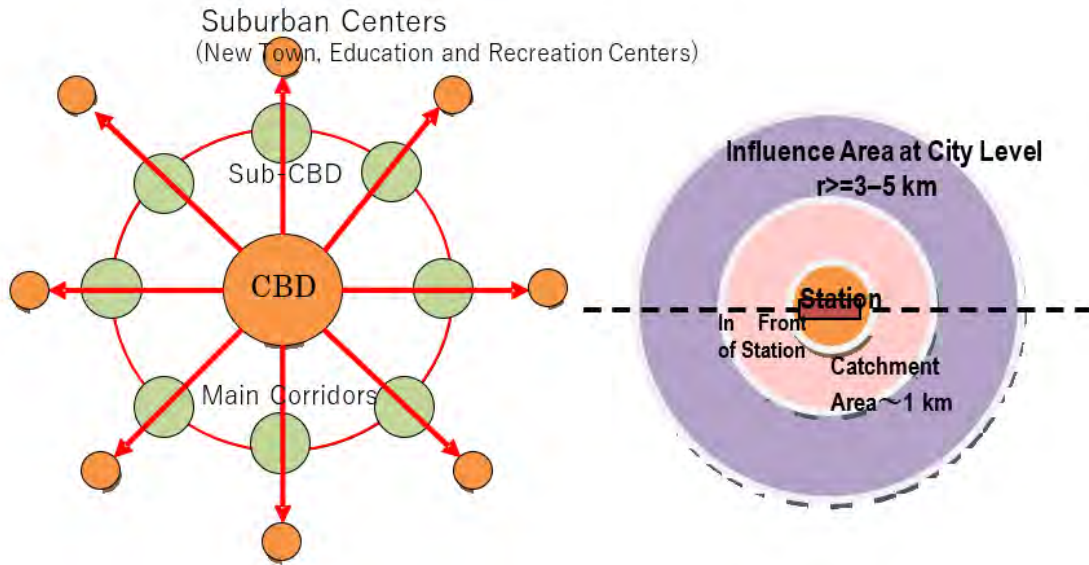 Suburban Centers
(New Town, Education and Recreation Centers)
Sub-CBD
CBD
Main Corridors
Influence Area at City Level
r>=3–5 km
Station
In Front
of Station
Catchment
Area～1 km